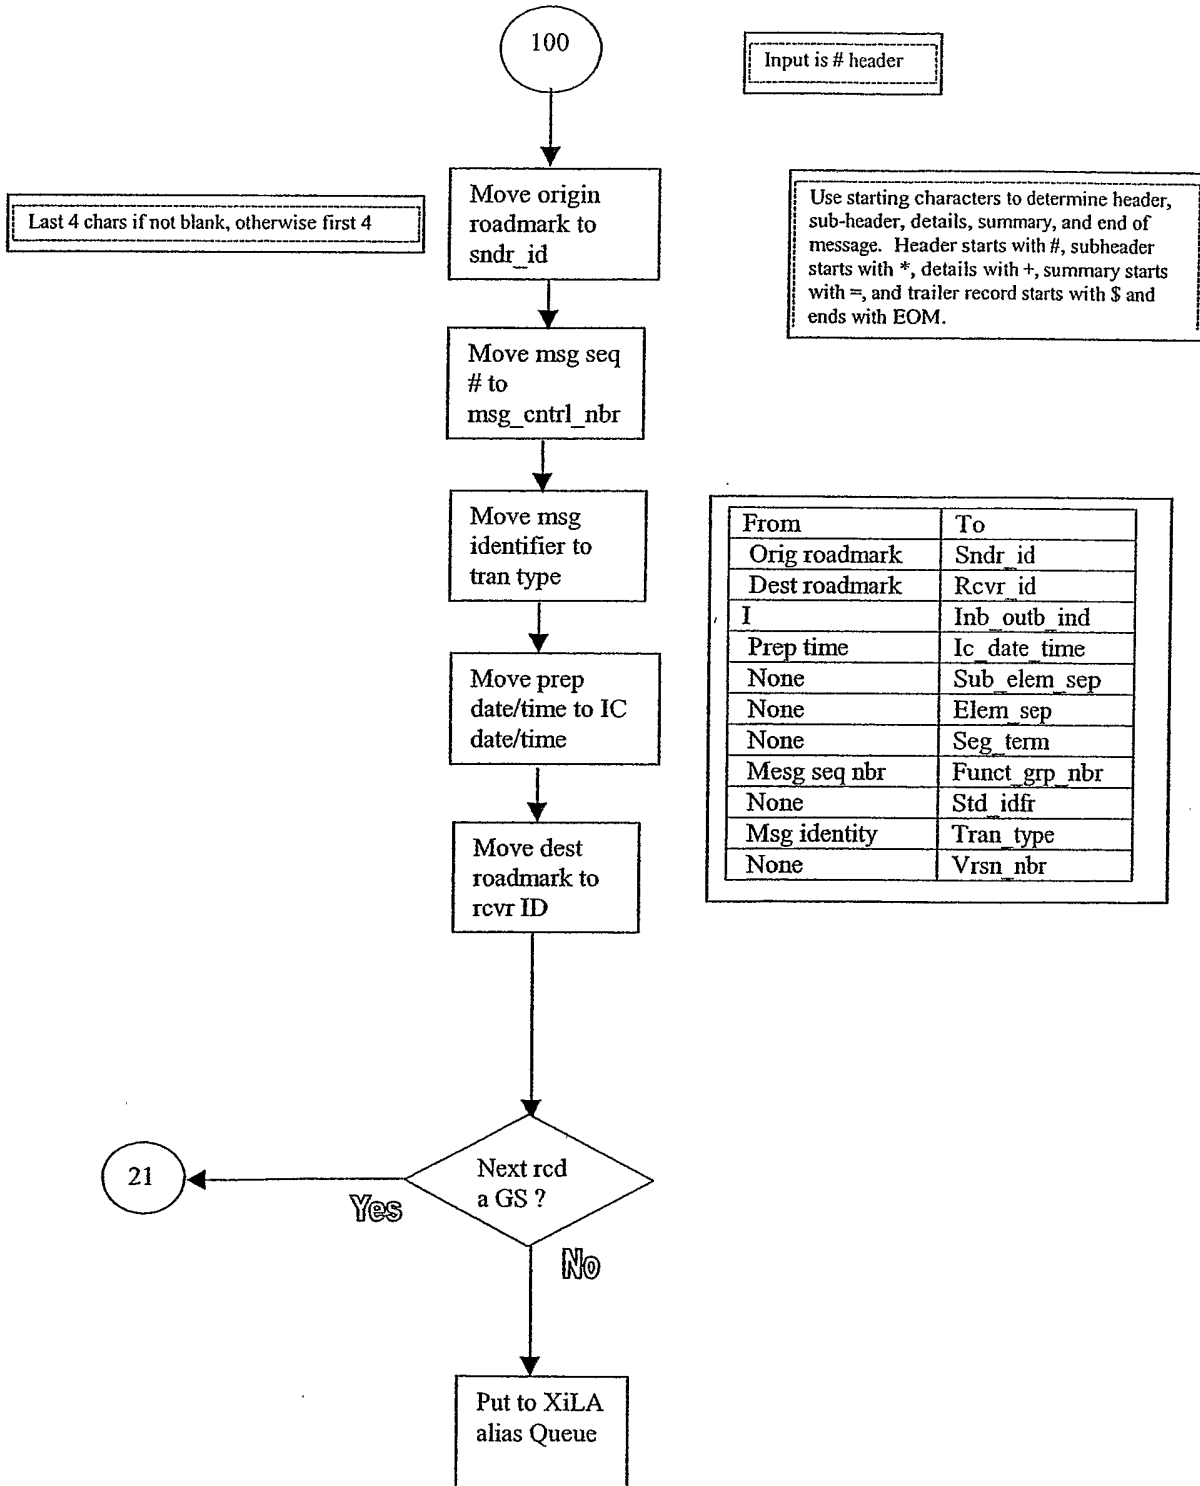 100
Input is # header
Last 4 chars if not blank, otherwise first 4
Move origin
roadmark to
sndr_id
Use starting characters to determine header,
sub-header, details, summary, and end of
message. Header starts with #, subheader
starts with *, details with +, summary starts
with =, and trailer record starts with $ and
ends with EOM.
Move msg seq
# to
msg_cntrl_nbr
Move msg
identifier to
tran type
From To
Orig roadmark Sndr_id
Dest roadmark Rcvr_id
I Inb_outb_ind
Prep time Ic_date_time
None Sub_elem_sep
None Elem_sep
None Seg_term
Mesg seq nbr Funct_grp_nbr
None Std_idfr
Msg identity Tran_type
None Vrsn_nbr
Move prep
date/time to IC
date/time
Move dest
roadmark to
rcvr ID
Next rcd
a GS ?
21
Yes
No
Put to XiLA
alias Queue